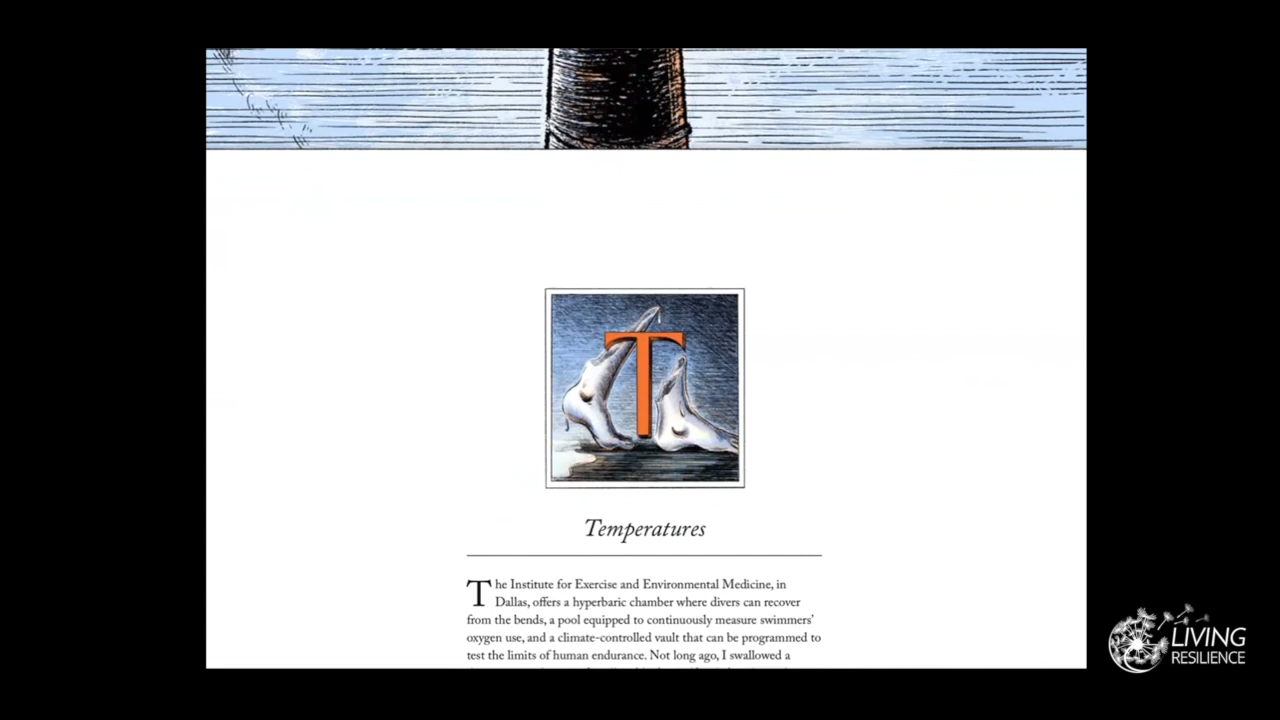 T
Temperatures
The Institute for Exercise and Environmental Medicine, in
Dallas, offers a hyperbaric chamber where divers can recover
from the bends, a pool equipped to continuously measure swimmers’
oxygen use, and a climate-controlled vault that can be programmed to
test the limits of human endurance. Not long ago, I swallowed a
LIVING
RESILIENCE